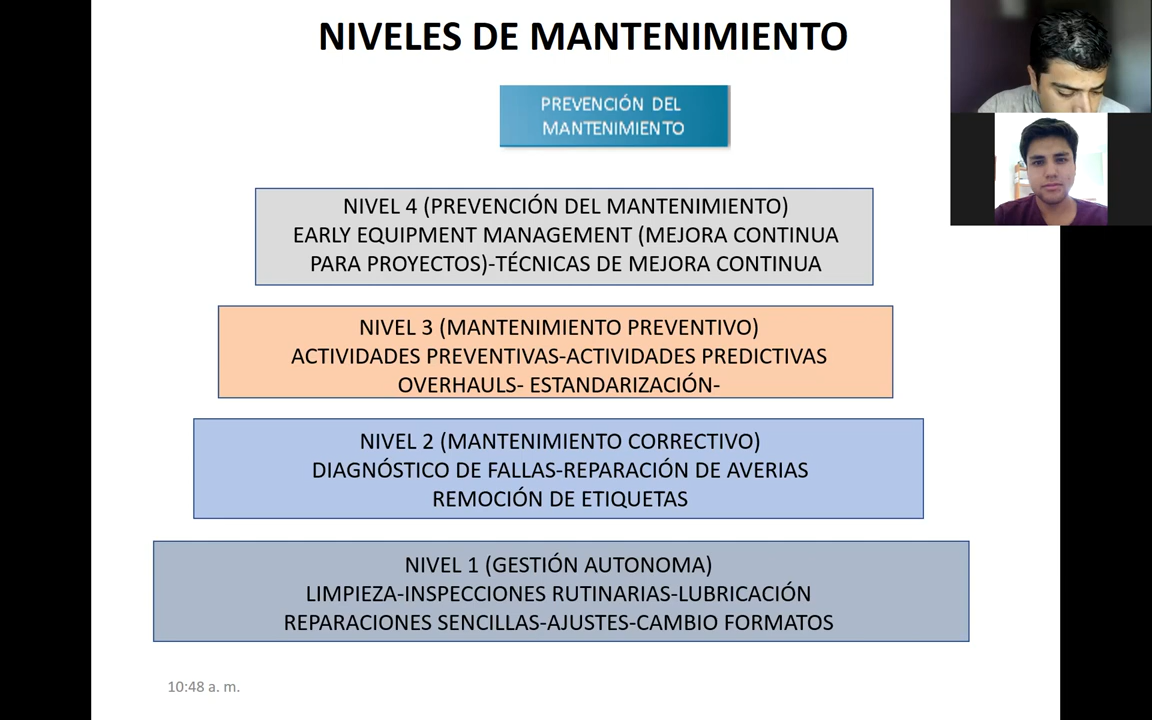 NIVELES DE MANTENIMIENTO
PREVENCIÓN DEL
MANTENIMIENTO
NIVEL 4 (PREVENCIÓN DEL MANTENIMIENTO)
EARLY EQUIPMENT MANAGEMENT (MEJORA CONTINUA
PARA PROYECTOS)-TÉCNICAS DE MEJORA CONTINUA
NIVEL 3 (MANTENIMIENTO PREVENTIVO)
ACTIVIDADES PREVENTIVAS-ACTIVIDADES PREDICTIVAS
OVERHAULS- ESTANDARIZACIÓN-
NIVEL 2 (MANTENIMIENTO CORRECTIVO)
DIAGNÓSTICO DE FALLAS-REPARACIÓN DE AVERIAS
REMOCIÓN DE ETIQUETAS
NIVEL 1 (GESTIÓN AUTONOMA)
LIMPIEZA-INSPECCIONES RUTINARIAS-LUBRICACIÓN
REPARACIONES SENCILLAS-AJUSTES-CAMBIO FORMATOS
10:48 a. m.